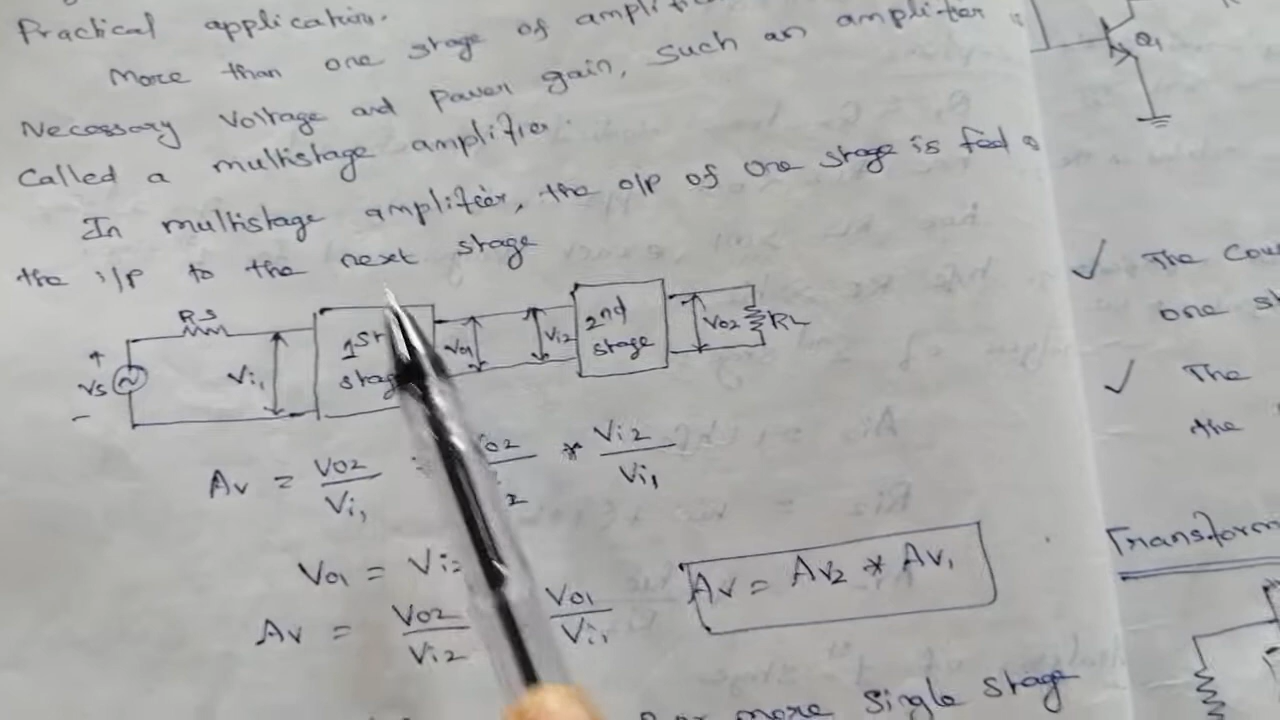 Practical application.
More than one stage of
Necessary Voltage and Power gain, such an amplifier
Called a multistage amplifier.
In multistage amplifier, the o/p of one stage is fed
the i/p to the next stage
RS
+
Vs
-
Vi1
1st
stage
Vo1
Vi2
2nd
stage
Vo2
RL
Av = Vo2 / Vi1 = Vo2 / Vi2 * Vi2 / Vi1
Vo1 = Vi2
Av = Vo2 / Vi2 Vo1 / Vi1
Av = Av2 * Av1
more single stage
Q1
✓ The
one
✓ The
the